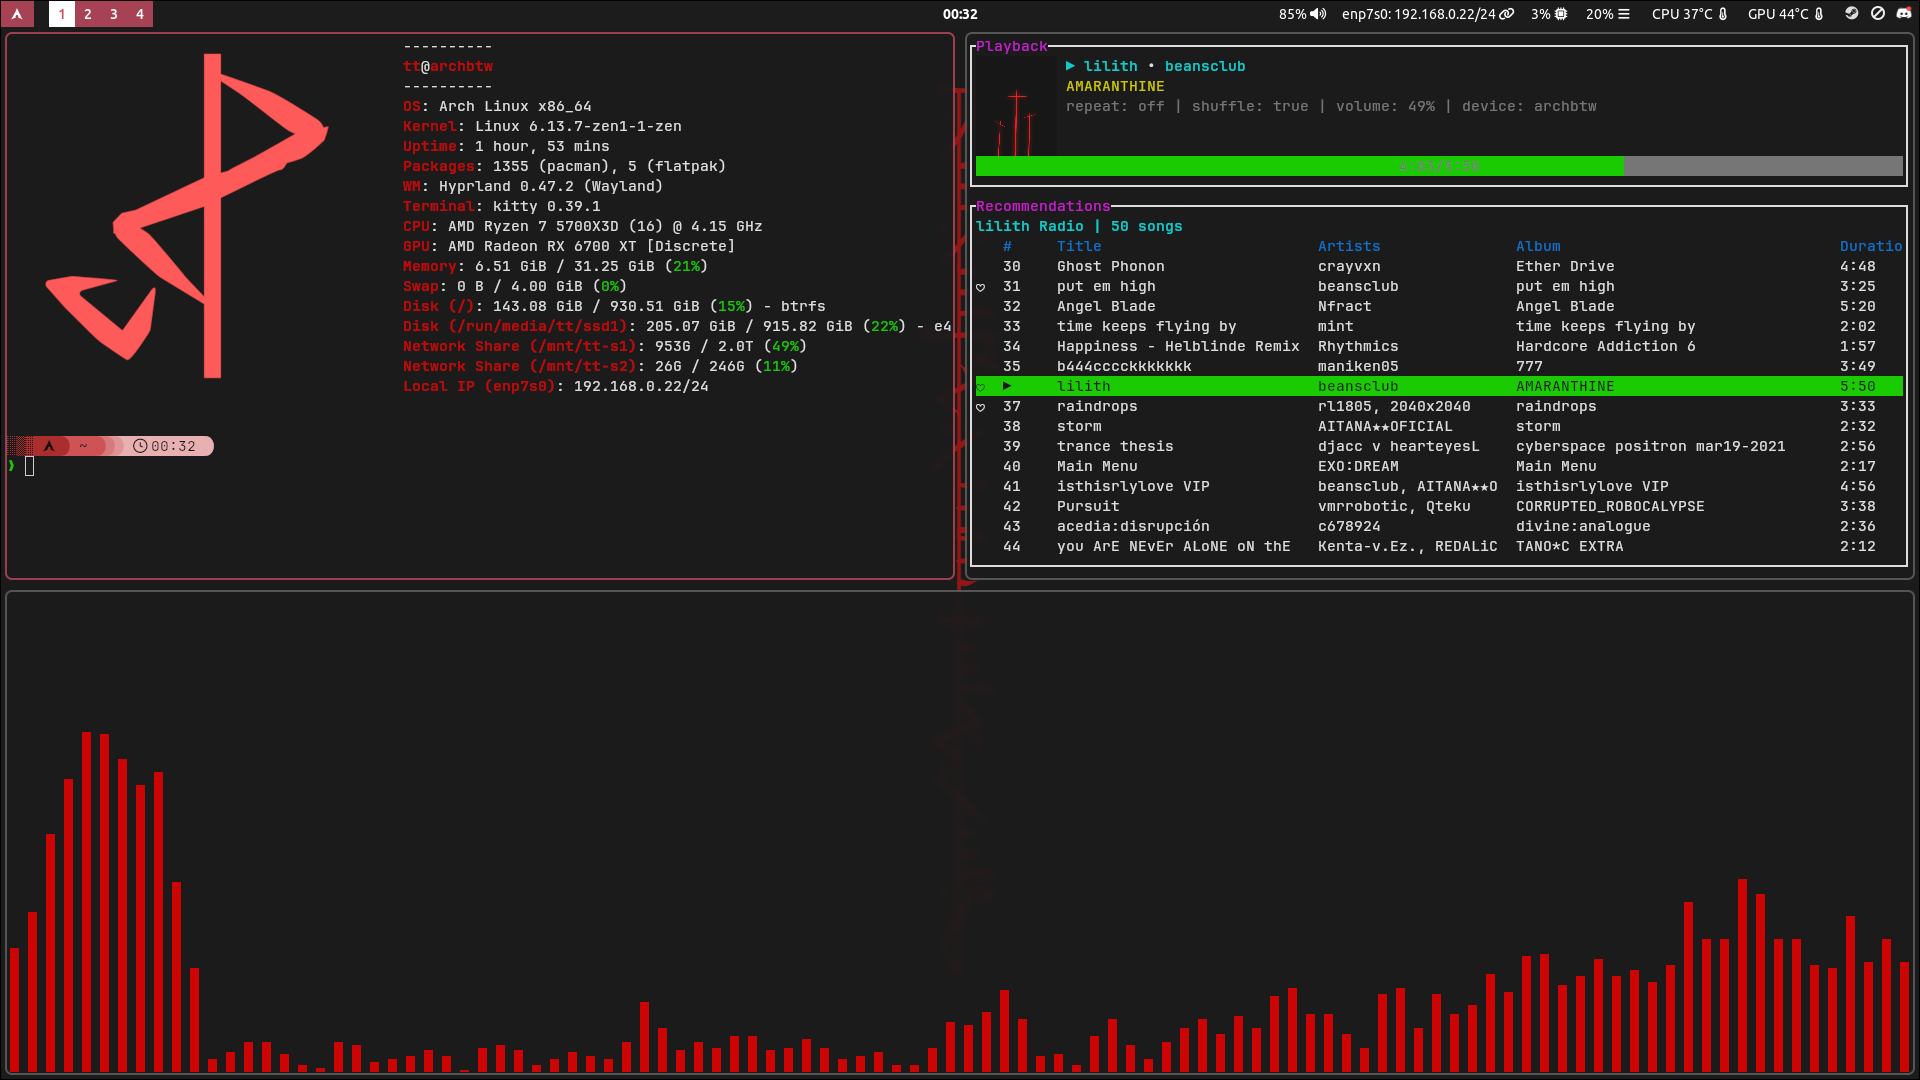 1 2 3 4
00:32
85% enp7s0: 192.168.0.22/24 3% 20% CPU 37°C GPU 44°C
----------
tt@archbtw
----------
OS: Arch Linux x86_64
Kernel: Linux 6.13.7-zen1-1-zen
Uptime: 1 hour, 53 mins
Packages: 1355 (pacman), 5 (flatpak)
WM: Hyprland 0.47.2 (Wayland)
Terminal: kitty 0.39.1
CPU: AMD Ryzen 7 5700X3D (16) @ 4.15 GHz
GPU: AMD Radeon RX 6700 XT [Discrete]
Memory: 6.51 GiB / 31.25 GiB (21%)
Swap: 0 B / 4.00 GiB (0%)
Disk (/): 143.08 GiB / 930.51 GiB (15%) - btrfs
Disk (/run/media/tt/ssd1): 205.07 GiB / 915.82 GiB (22%) - e4
Network Share (/mnt/tt-s1): 953G / 2.0T (49%)
Network Share (/mnt/tt-s2): 26G / 246G (11%)
Local IP (enp7s0): 192.168.0.22/24
~ 00:32
❯
Playback
▶ lilith • beansclub
AMARANTHINE
repeat: off | shuffle: true | volume: 49% | device: archbtw
4:03/5:50
Recommendations
lilith Radio | 50 songs
# Title Artists Album Duratio
30 Ghost Phonon crayvxn Ether Drive 4:48
♡ 31 put em high beansclub put em high 3:25
32 Angel Blade Nfract Angel Blade 5:20
33 time keeps flying by mint time keeps flying by 2:02
34 Happiness - Helblinde Remix Rhythmics Hardcore Addiction 6 1:57
35 b444cccckkkkkkk maniken05 777 3:49
♡ ▶ lilith beansclub AMARANTHINE 5:50
♡ 37 raindrops rl1805, 2040x2040 raindrops 3:33
38 storm AITANA★★OFICIAL storm 2:32
39 trance thesis djacc v hearteyesL cyberspace positron mar19-2021 2:56
40 Main Menu EXO:DREAM Main Menu 2:17
41 isthisrlylove VIP beansclub, AITANA★★O isthisrlylove VIP 4:56
42 Pursuit vmrrobotic, Qteku CORRUPTED_ROBOCALYPSE 3:38
43 acedia:disrupción c678924 divine:analogue 2:36
44 you ArE NEvEr ALoNE oN thE Kenta-v.Ez., REDALiC TANO*C EXTRA 2:12